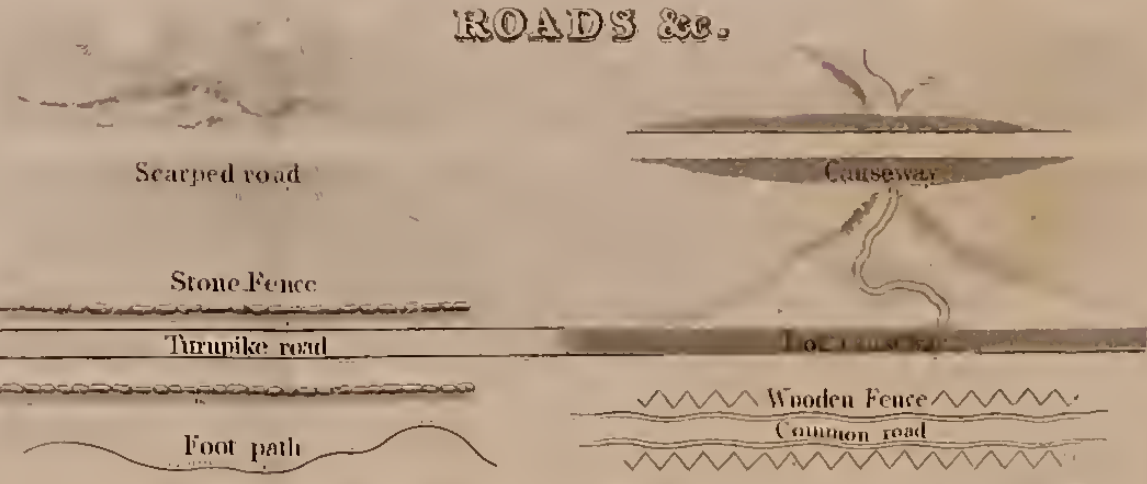 ROADS &c.
Scarped road
Causeway
Stone Fence
Turnpike road
Wooden Fence
Common road
Foot path